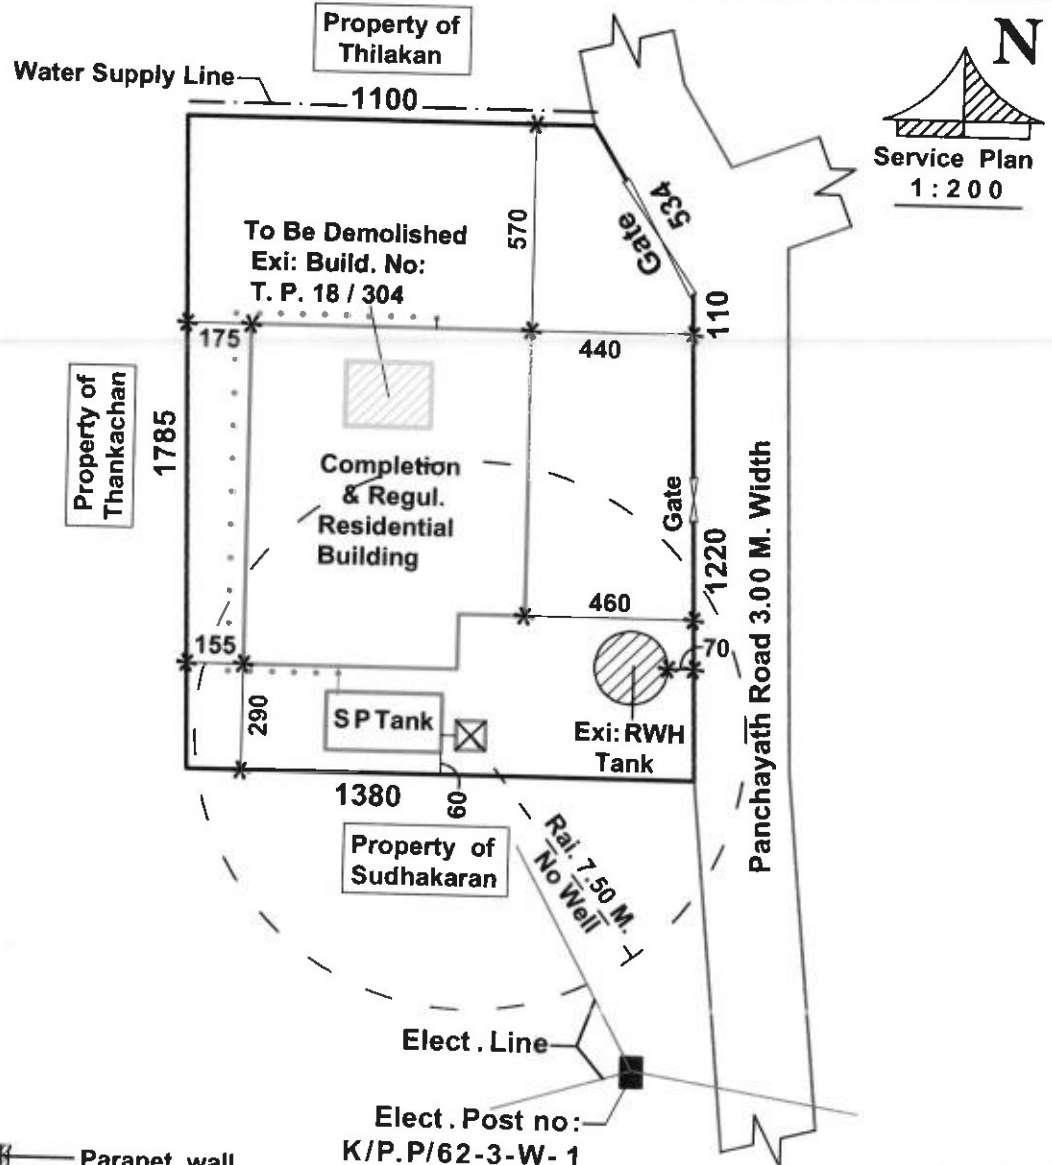 Property of
Thilakan
N
Water Supply Line
1100
Service Plan
1:200
534
Gate
570
To Be Demolished
Exi: Build. No:
T. P. 18 / 304
110
175
440
Property of
Thankachan
1785
Completion
& Regul.
Residential
Building
Gate
1220
Panchayath Road 3.00 M. Width
460
155
70
290
SP Tank
Exi: RWH
Tank
1380
60
Property of
Sudhakaran
Rai. 7.50 M.
No Well
Elect. Line
Elect. Post no:
K/P.P/62-3-W-1
Parapet wall